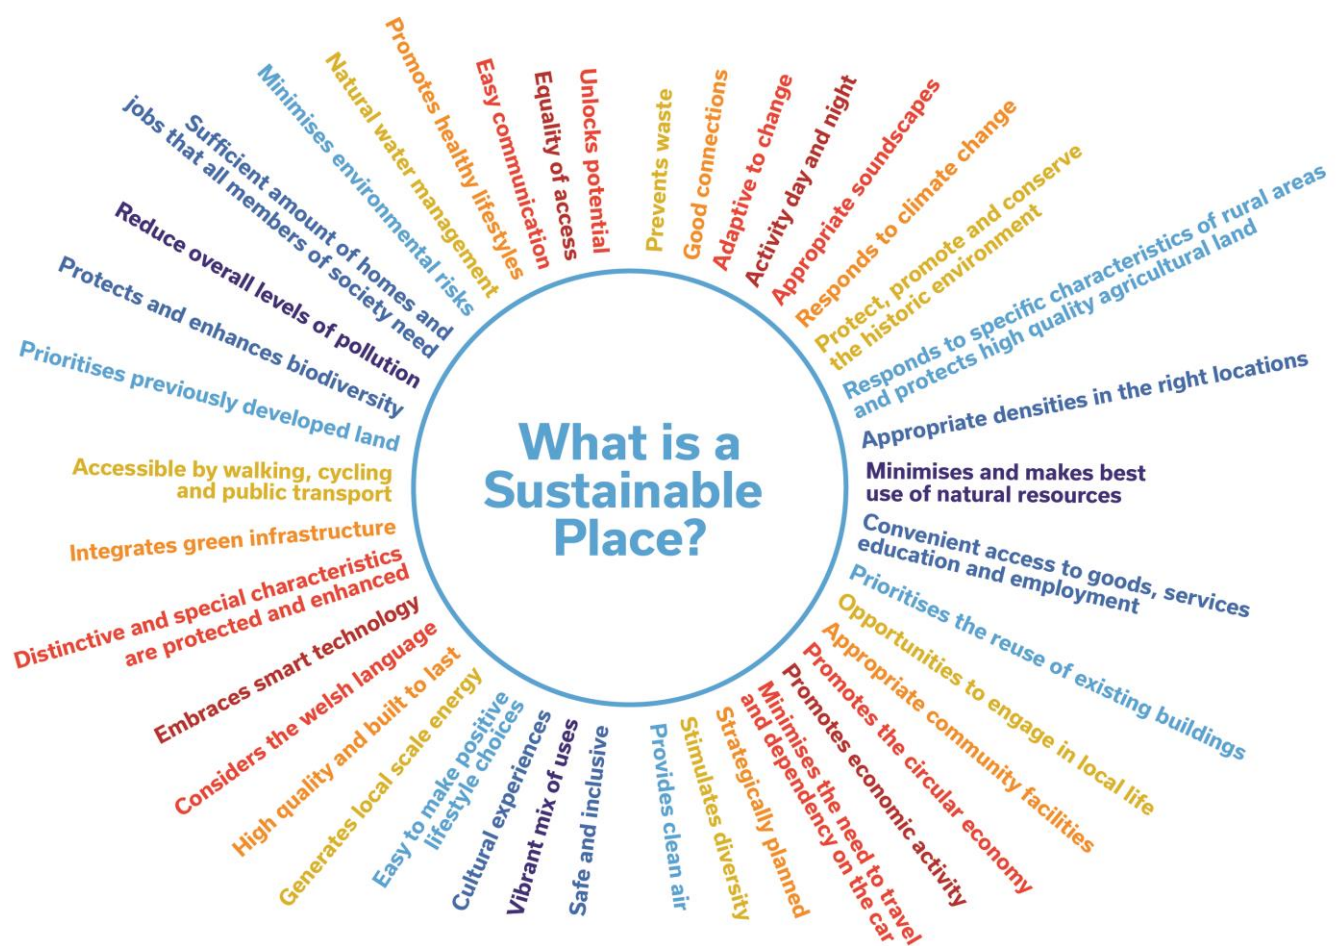 What is a
Sustainable
Place?
Prevents waste
Good connections
Adaptive to change
Activity day and night
Appropriate soundscapes
Responds to climate change
Protect, promote and conserve
the historic environment
Responds to specific characteristics of rural areas
and protects high quality agricultural land
Appropriate densities in the right locations
Minimises and makes best
use of natural resources
Convenient access to goods, services
education and employment
Prioritises the reuse of existing buildings
Opportunities to engage in local life
Appropriate community facilities
Promotes the circular economy
Promotes economic activity
Minimises the need to travel
and dependency on the car
Strategically planned
Stimulates diversity
Provides clean air
Safe and inclusive
Vibrant mix of uses
Cultural experiences
Easy to make positive
lifestyle choices
Generates local scale energy
High quality and built to last
Considers the welsh language
Embraces smart technology
Distinctive and special characteristics
are protected and enhanced
Integrates green infrastructure
Accessible by walking, cycling
and public transport
Prioritises previously developed land
Protects and enhances biodiversity
Reduce overall levels of pollution
Sufficient amount of homes and
jobs that all members of society need
Minimises environmental risks
Natural water management
Promotes healthy lifestyles
Easy communication
Equality of access
Unlocks potential